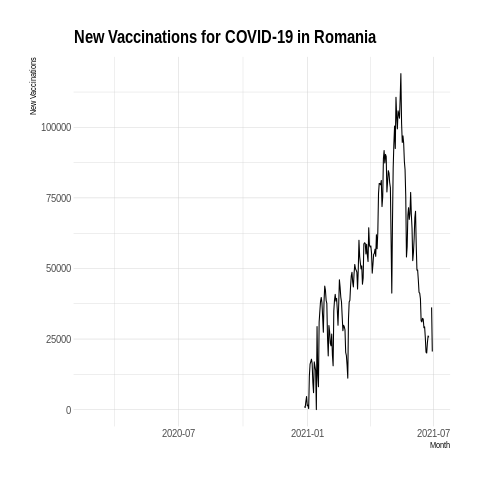 New Vaccinations for COVID-19 in Romania
New Vaccinations
100000
75000
50000
25000
0
2020-07
2021-01
2021-07
Month